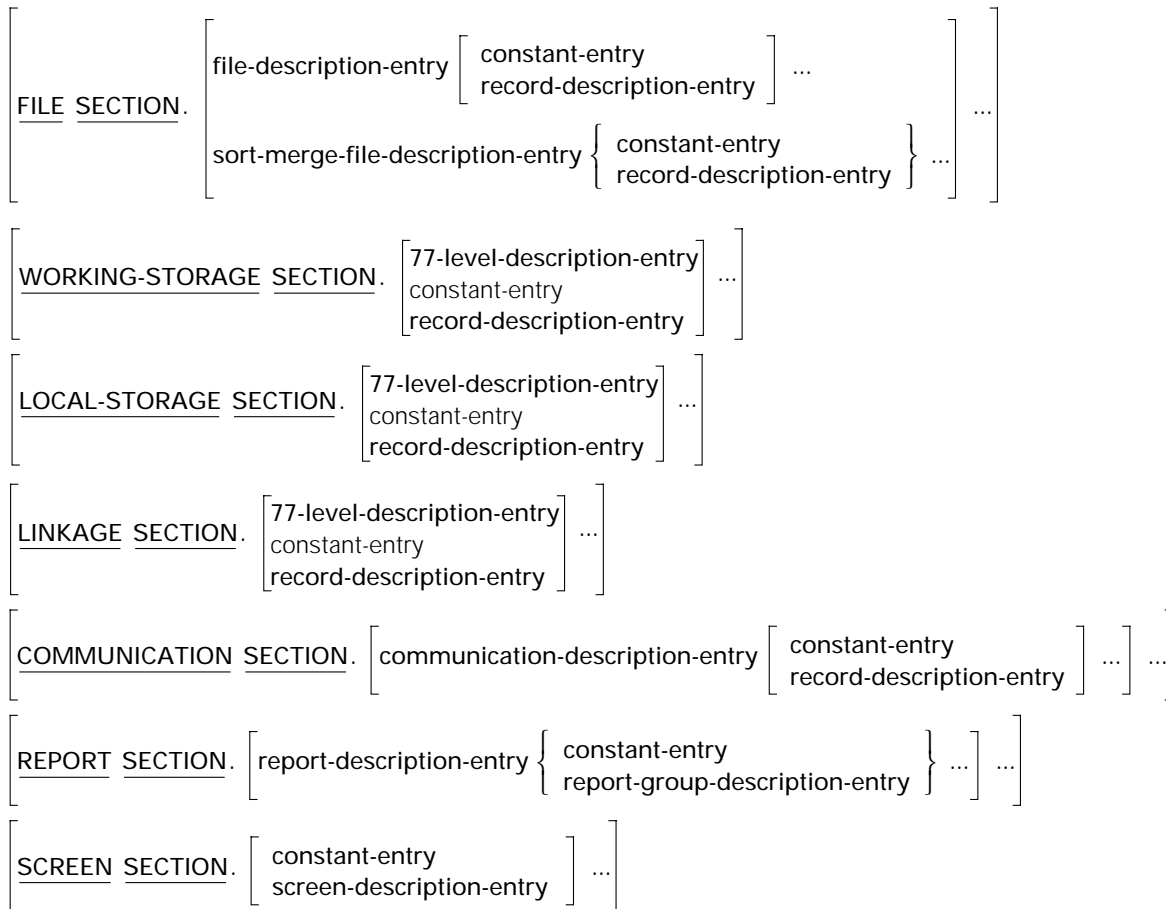 file-description-entry constant-entry ...
record-description-entry
FILE SECTION. ...
sort-merge-file-description-entry constant-entry ...
record-description-entry
77-level-description-entry
WORKING-STORAGE SECTION. constant-entry ...
record-description-entry
77-level-description-entry
LOCAL-STORAGE SECTION. constant-entry ...
record-description-entry
77-level-description-entry
LINKAGE SECTION. constant-entry ...
record-description-entry
constant-entry
COMMUNICATION SECTION. communication-description-entry ... ...
record-description-entry
constant-entry
REPORT SECTION. report-description-entry ... ...
report-group-description-entry
constant-entry
SCREEN SECTION. ...
screen-description-entry